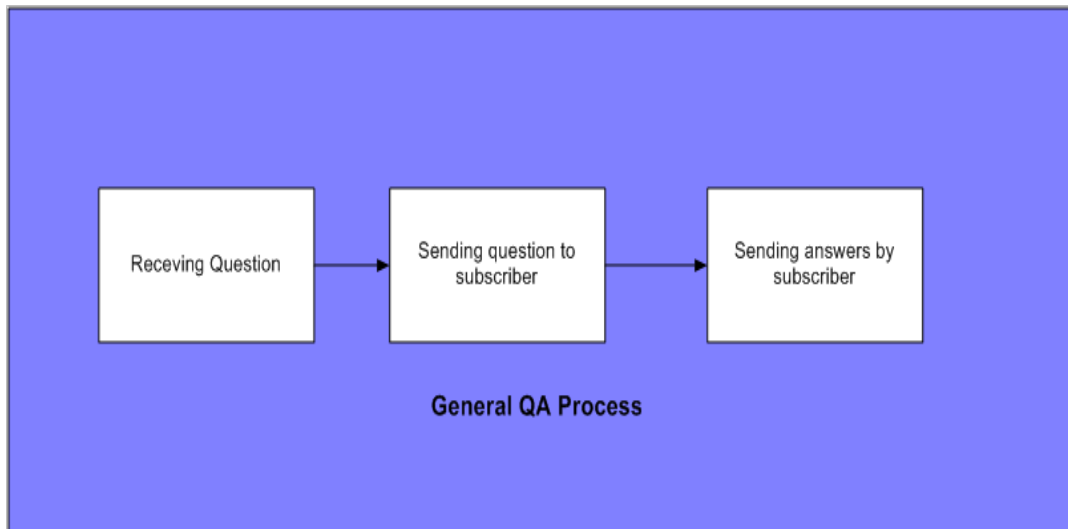 Receving Question
Sending question to
subscriber
Sending answers by
subscriber
General QA Process